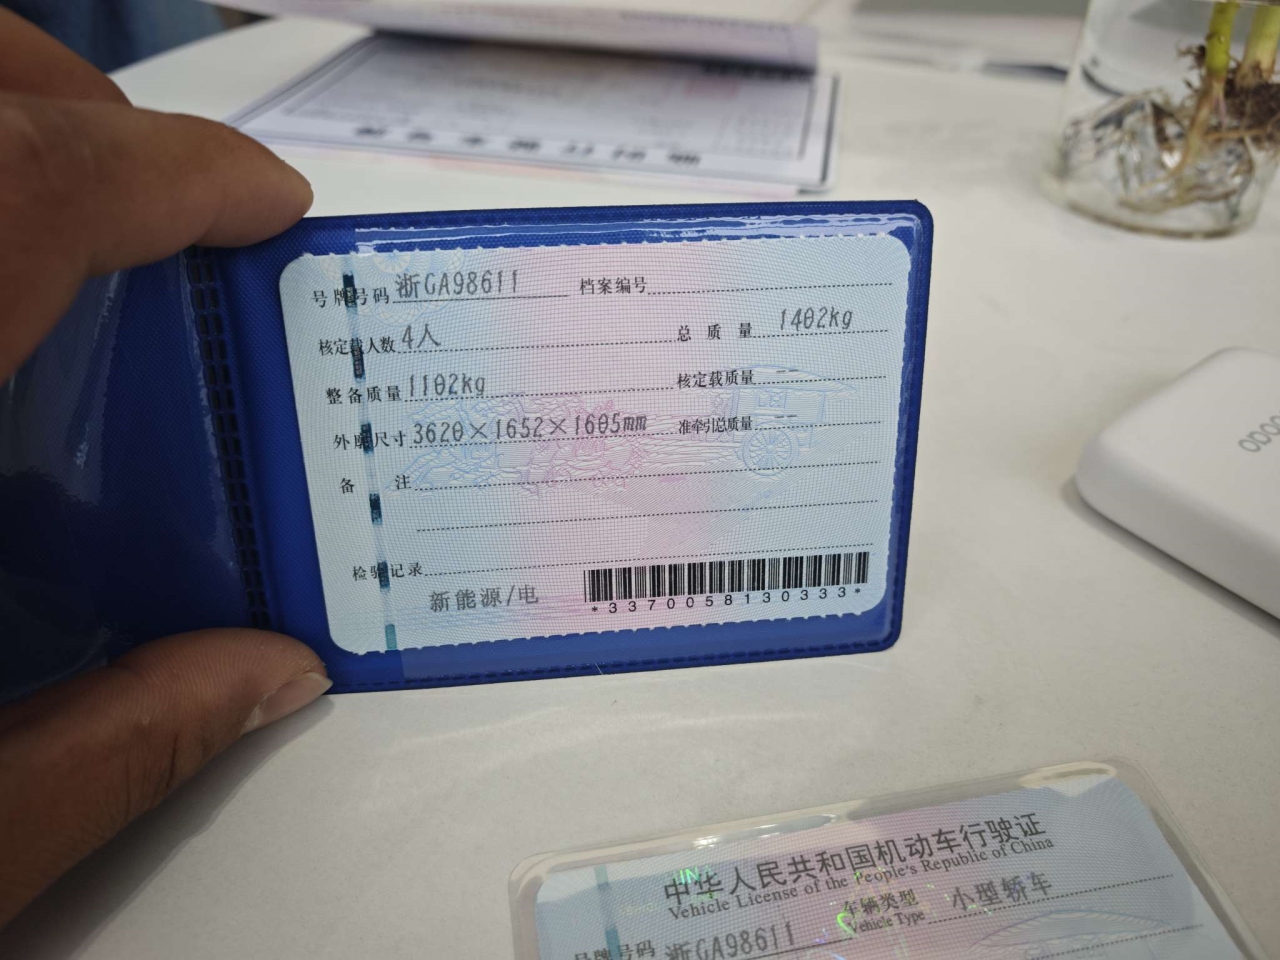 号牌号码 浙GA98611 档案编号
核定载人数 4人 总质量 1402kg
整备质量 1102kg 核定载质量 --
外廓尺寸 3620×1652×1605mm 准牵引总质量 --
备注
检验记录
新能源/电
*3370058130333*
中华人民共和国机动车行驶证
Vehicle License of the People's Republic of China
号牌号码 浙GA98611 车辆类型 小型轿车
Vehicle Type